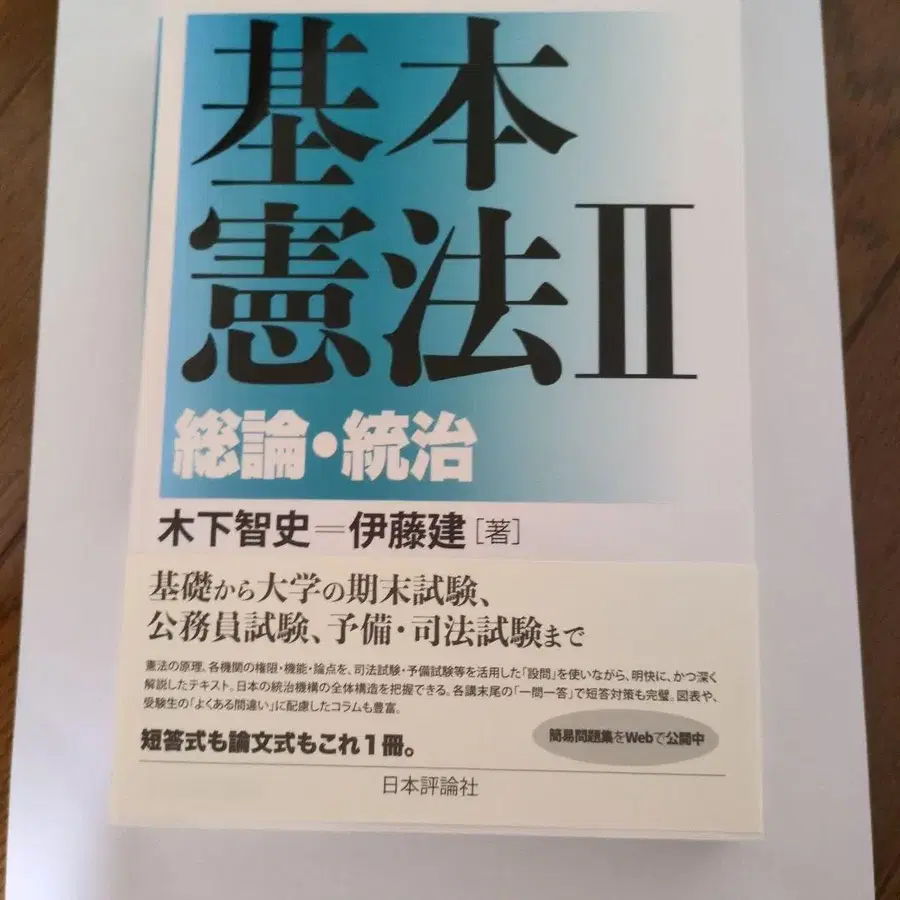 基本
憲法Ⅱ
総論・統治
木下智史＝伊藤建［著］
基礎から大学の期末試験、
公務員試験、予備・司法試験まで
憲法の原理、各機関の権限・機能・論点を、司法試験・予備試験等を活用した「設問」を使いながら、明快に、かつ深く
解説したテキスト。日本の統治機構の全体構造を把握できる。各講末尾の「一問一答」で短答対策も完璧。図表や、
受験生の「よくある間違い」に配慮したコラムも豊富。
短答式も論文式もこれ1冊。
簡易問題集をWebで公開中
日本評論社